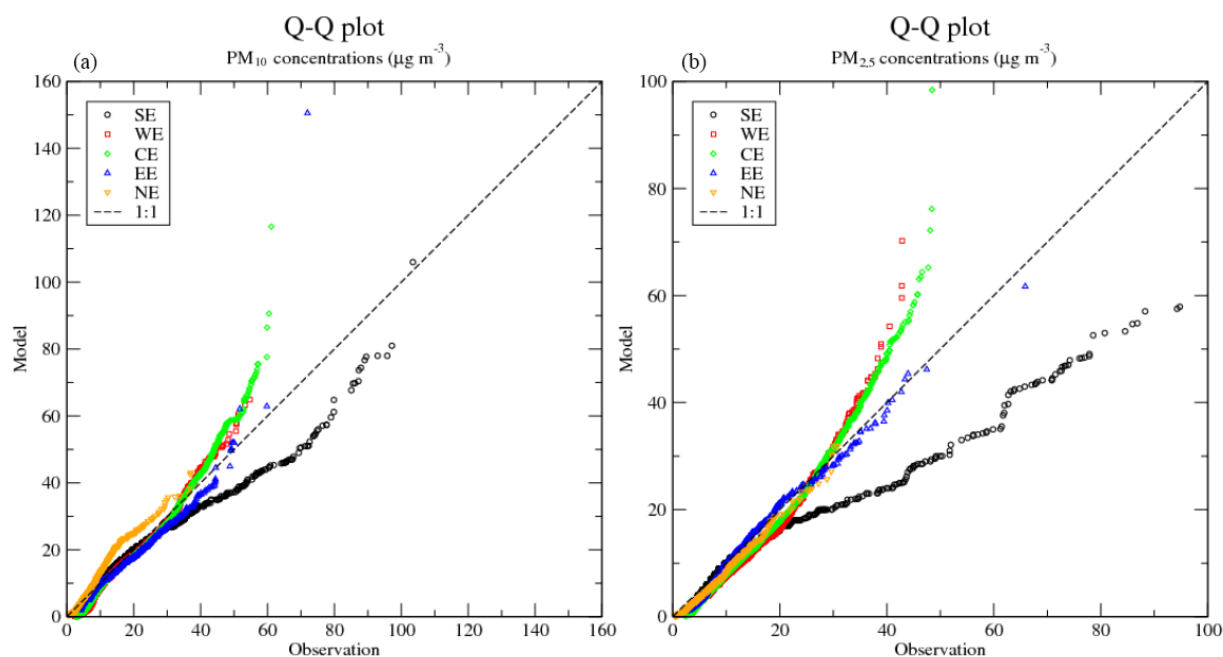 Q-Q plot
(a) PM₁₀ concentrations (μg m⁻³)
160
140
120
100
80
60
40
20
0
Model
SE
WE
CE
EE
NE
1:1
0 20 40 60 80 100 120 140 160
Observation
Q-Q plot
(b) PM₂.₅ concentrations (μg m⁻³)
100
80
60
40
20
0
Model
SE
WE
CE
EE
NE
1:1
0 20 40 60 80 100
Observation